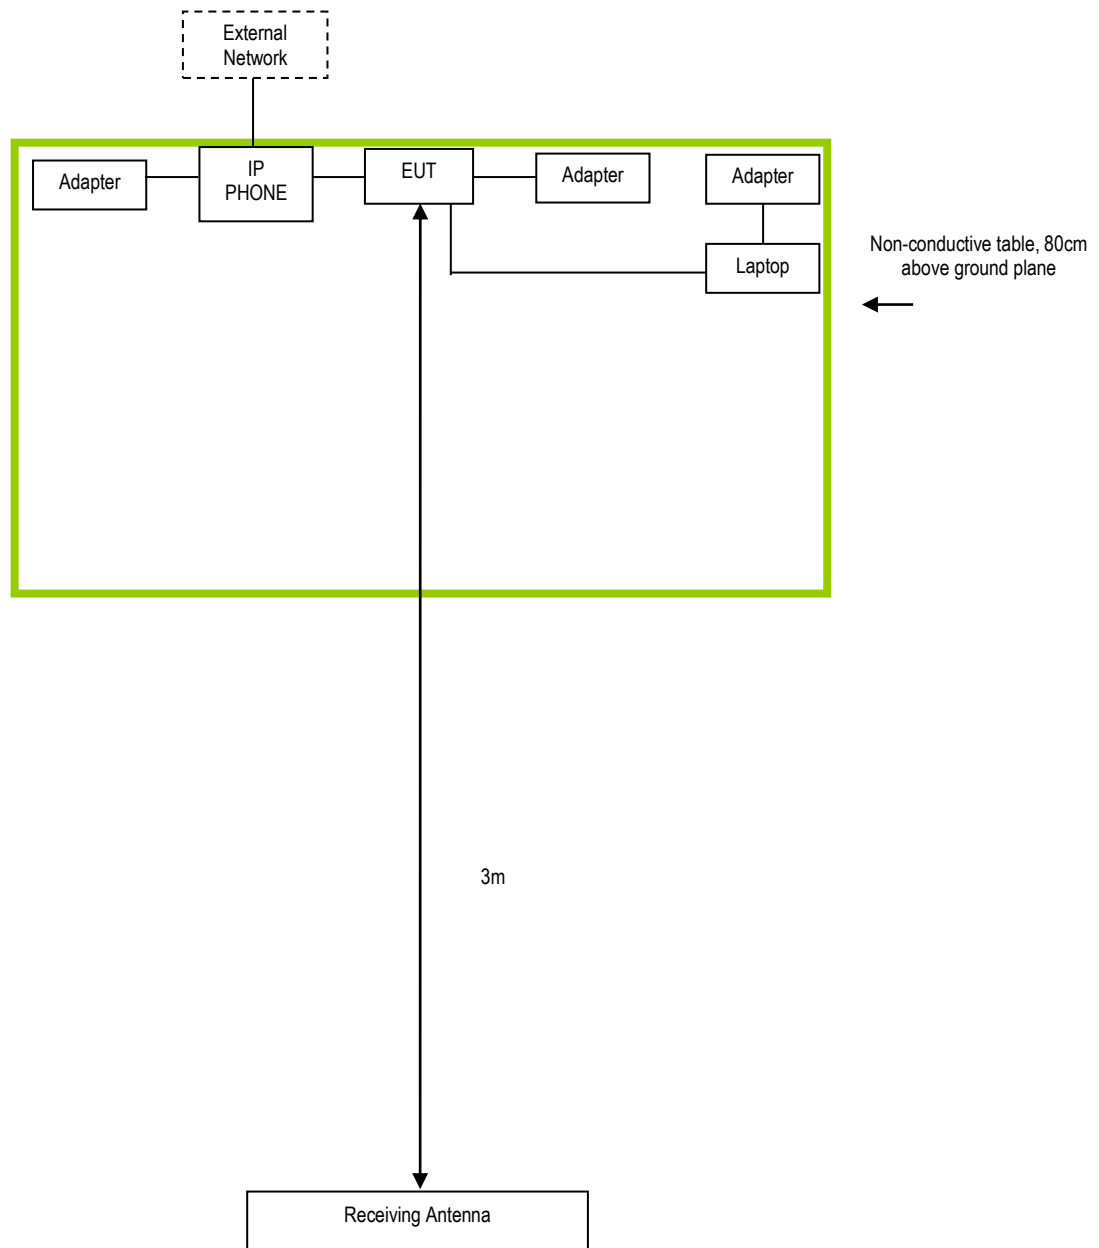 External
Network
Adapter
IP
PHONE
EUT
Adapter
Adapter
Laptop
Non-conductive table, 80cm
above ground plane
3m
Receiving Antenna